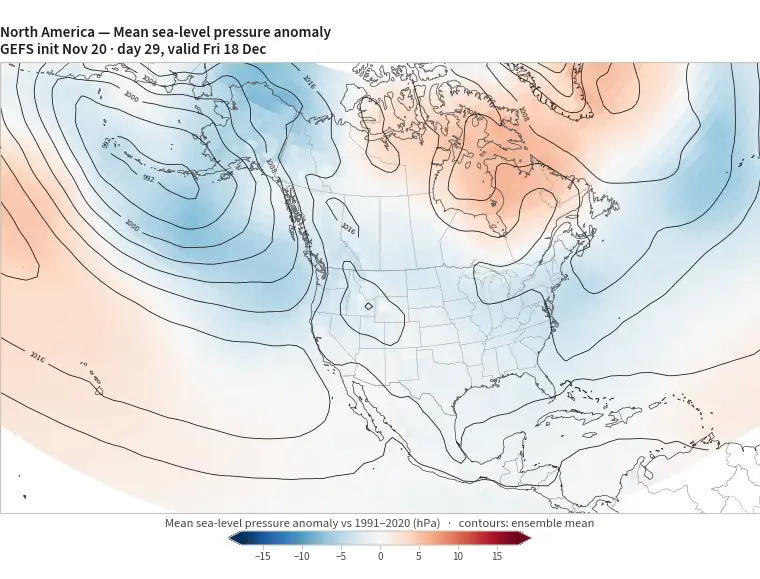 North America — Mean sea-level pressure anomaly
GEFS init Nov 20 · day 29, valid Fri 18 Dec
1008
1000
1016
1008
992
992
1008
1000
1016
1016
Mean sea-level pressure anomaly vs 1991–2020 (hPa) · contours: ensemble mean
−15 −10 −5 0 5 10 15